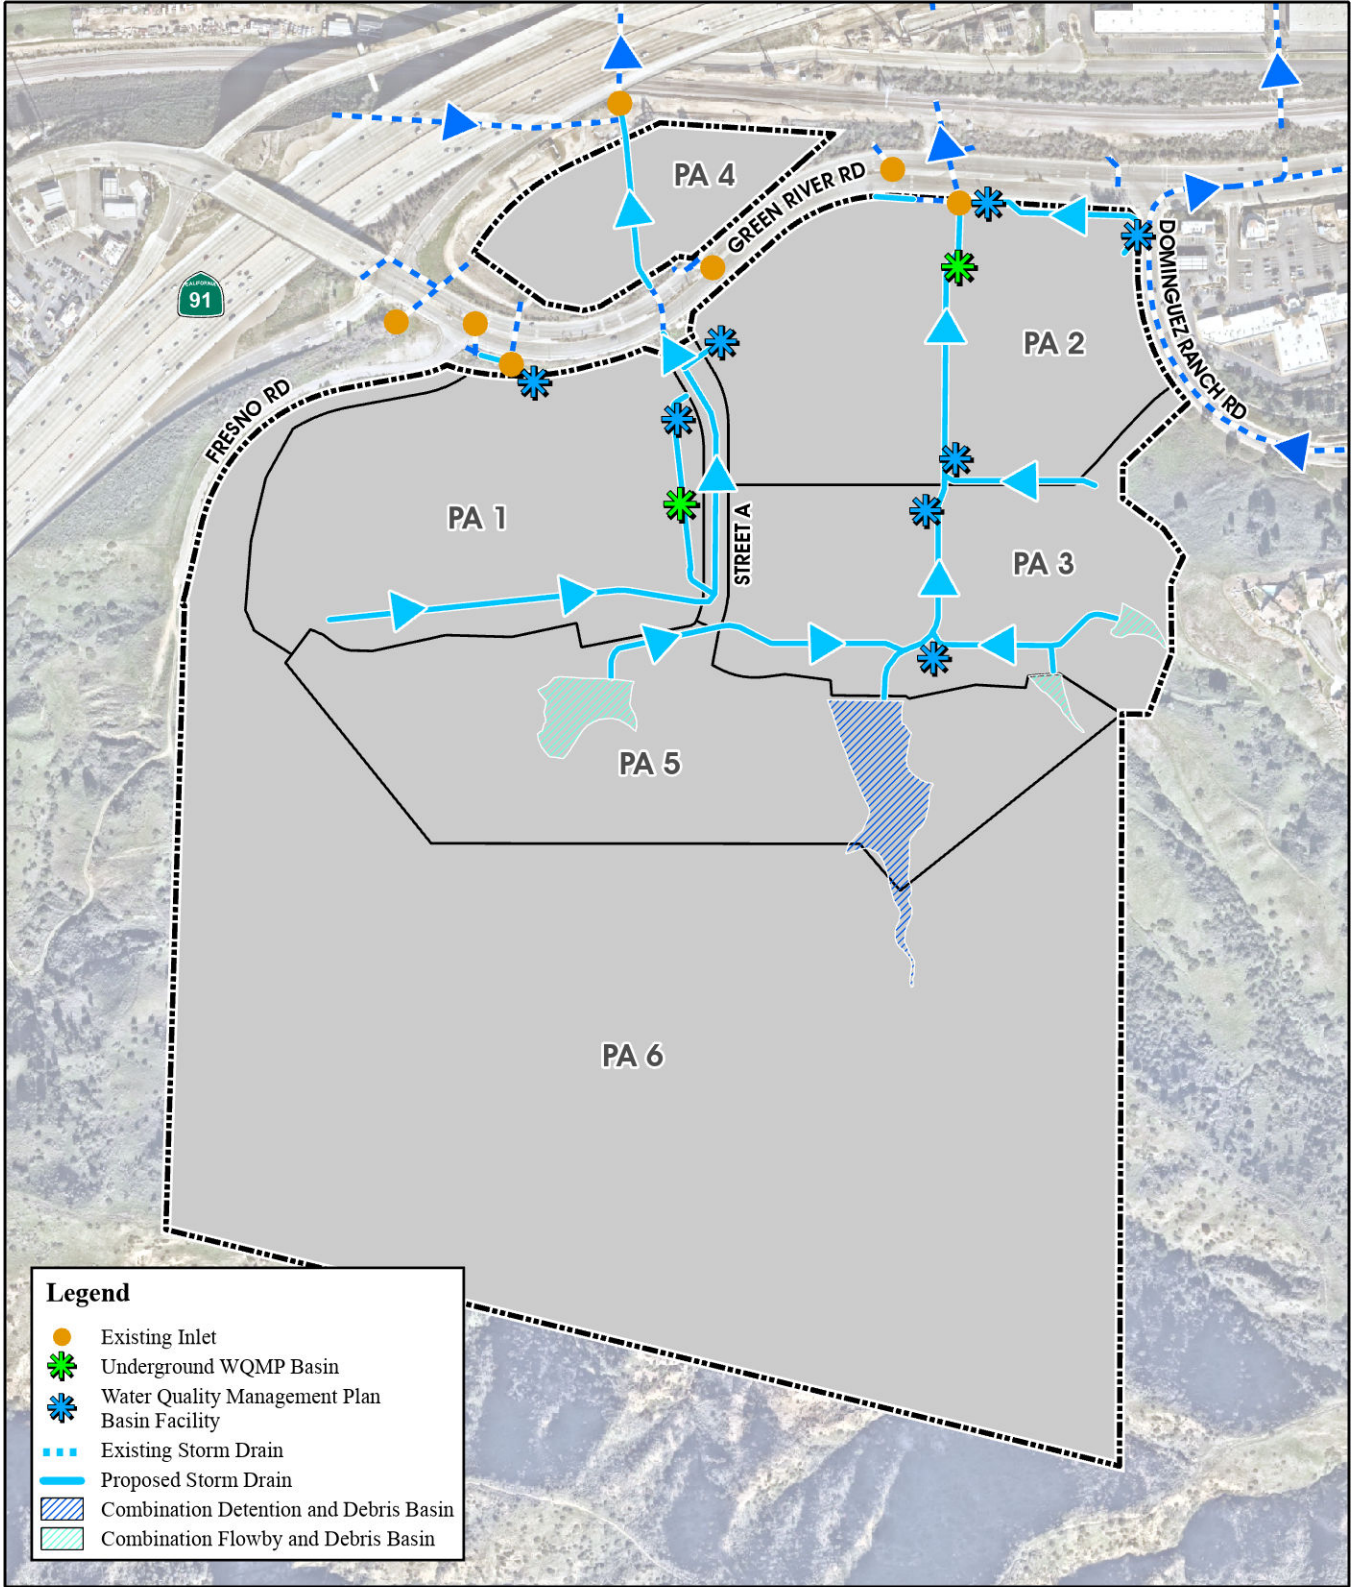 PA 4
GREEN RIVER RD
CALIFORNIA
91
DOMINGUEZ RANCH RD
PA 2
FRESNO RD
PA 1
STREET A
PA 3
PA 5
PA 6
Legend
Existing Inlet
Underground WQMP Basin
Water Quality Management Plan
Basin Facility
Existing Storm Drain
Proposed Storm Drain
Combination Detention and Debris Basin
Combination Flowby and Debris Basin